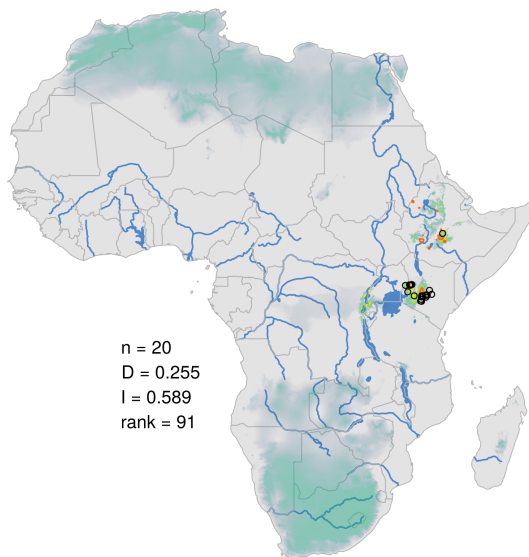 n = 20
D = 0.255
I = 0.589
rank = 91